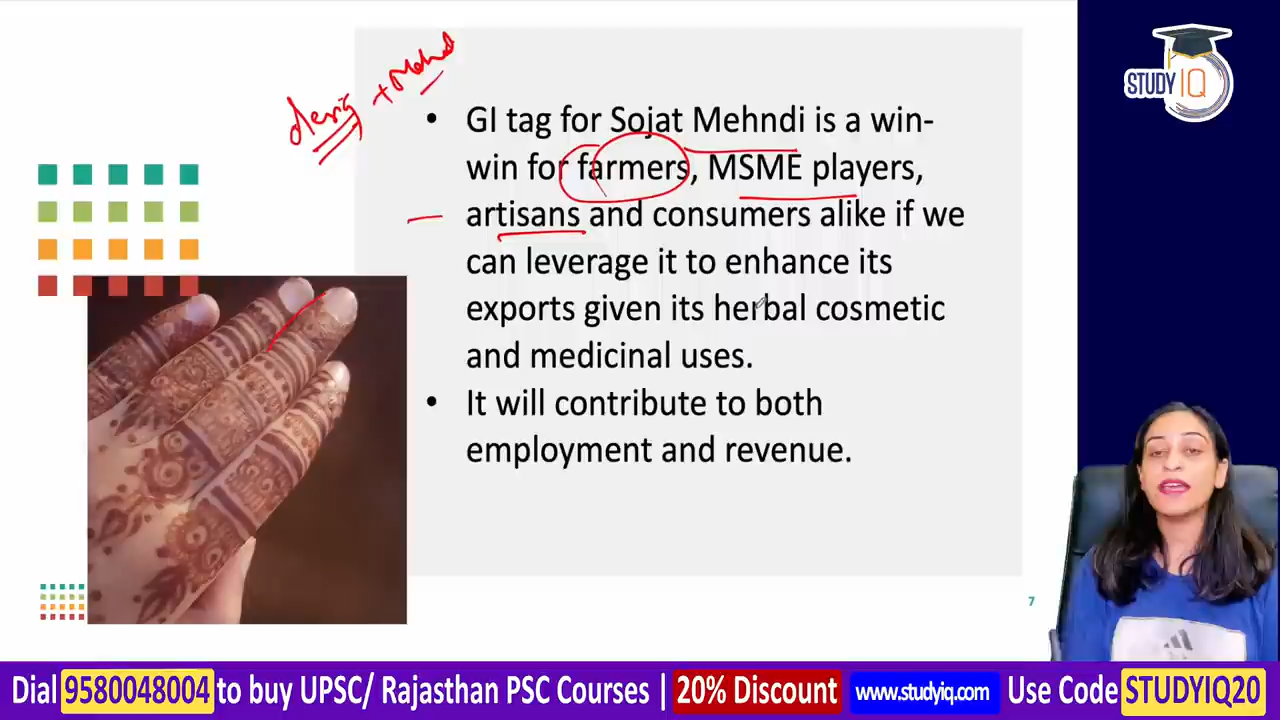 STUDY IQ
design + Mehd
• GI tag for Sojat Mehndi is a win-
win for farmers, MSME players,
artisans and consumers alike if we
can leverage it to enhance its
exports given its herbal cosmetic
and medicinal uses.
• It will contribute to both
employment and revenue.
7
Dial 9580048004 to buy UPSC/ Rajasthan PSC Courses | 20% Discount www.studyiq.com Use Code STUDYIQ20